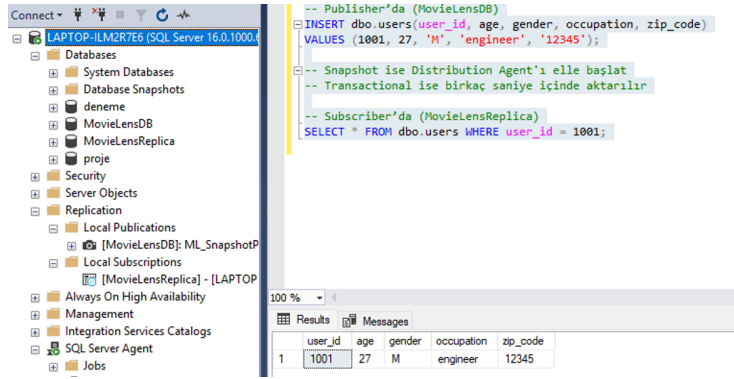 Connect
LAPTOP-ILM2R7E6 (SQL Server 16.0.1000.6
Databases
System Databases
Database Snapshots
deneme
MovieLensDB
MovieLensReplica
proje
Security
Server Objects
Replication
Local Publications
[MovieLensDB]: ML_SnapshotP
Local Subscriptions
[MovieLensReplica] - [LAPTOP
Always On High Availability
Management
Integration Services Catalogs
SQL Server Agent
Jobs
-- Publisher'da (MovieLensDB)
INSERT dbo.users(user_id, age, gender, occupation, zip_code)
VALUES (1001, 27, 'M', 'engineer', '12345');
-- Snapshot ise Distribution Agent'ı elle başlat
-- Transactional ise birkaç saniye içinde aktarılır
-- Subscriber'da (MovieLensReplica)
SELECT * FROM dbo.users WHERE user_id = 1001;
100 %
Results Messages
user_id age gender occupation zip_code
1 1001 27 M engineer 12345